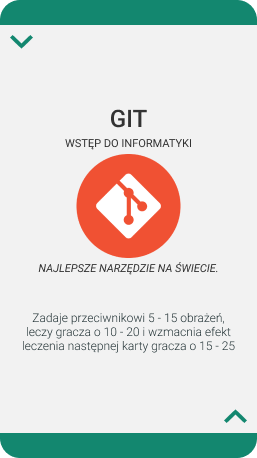 GIT
WSTĘP DO INFORMATYKI
NAJLEPSZE NARZĘDZIE NA ŚWIECIE.
Zadaje przeciwnikowi 5 - 15 obrażeń,
leczy gracza o 10 - 20 i wzmacnia efekt
leczenia następnej karty gracza o 15 - 25